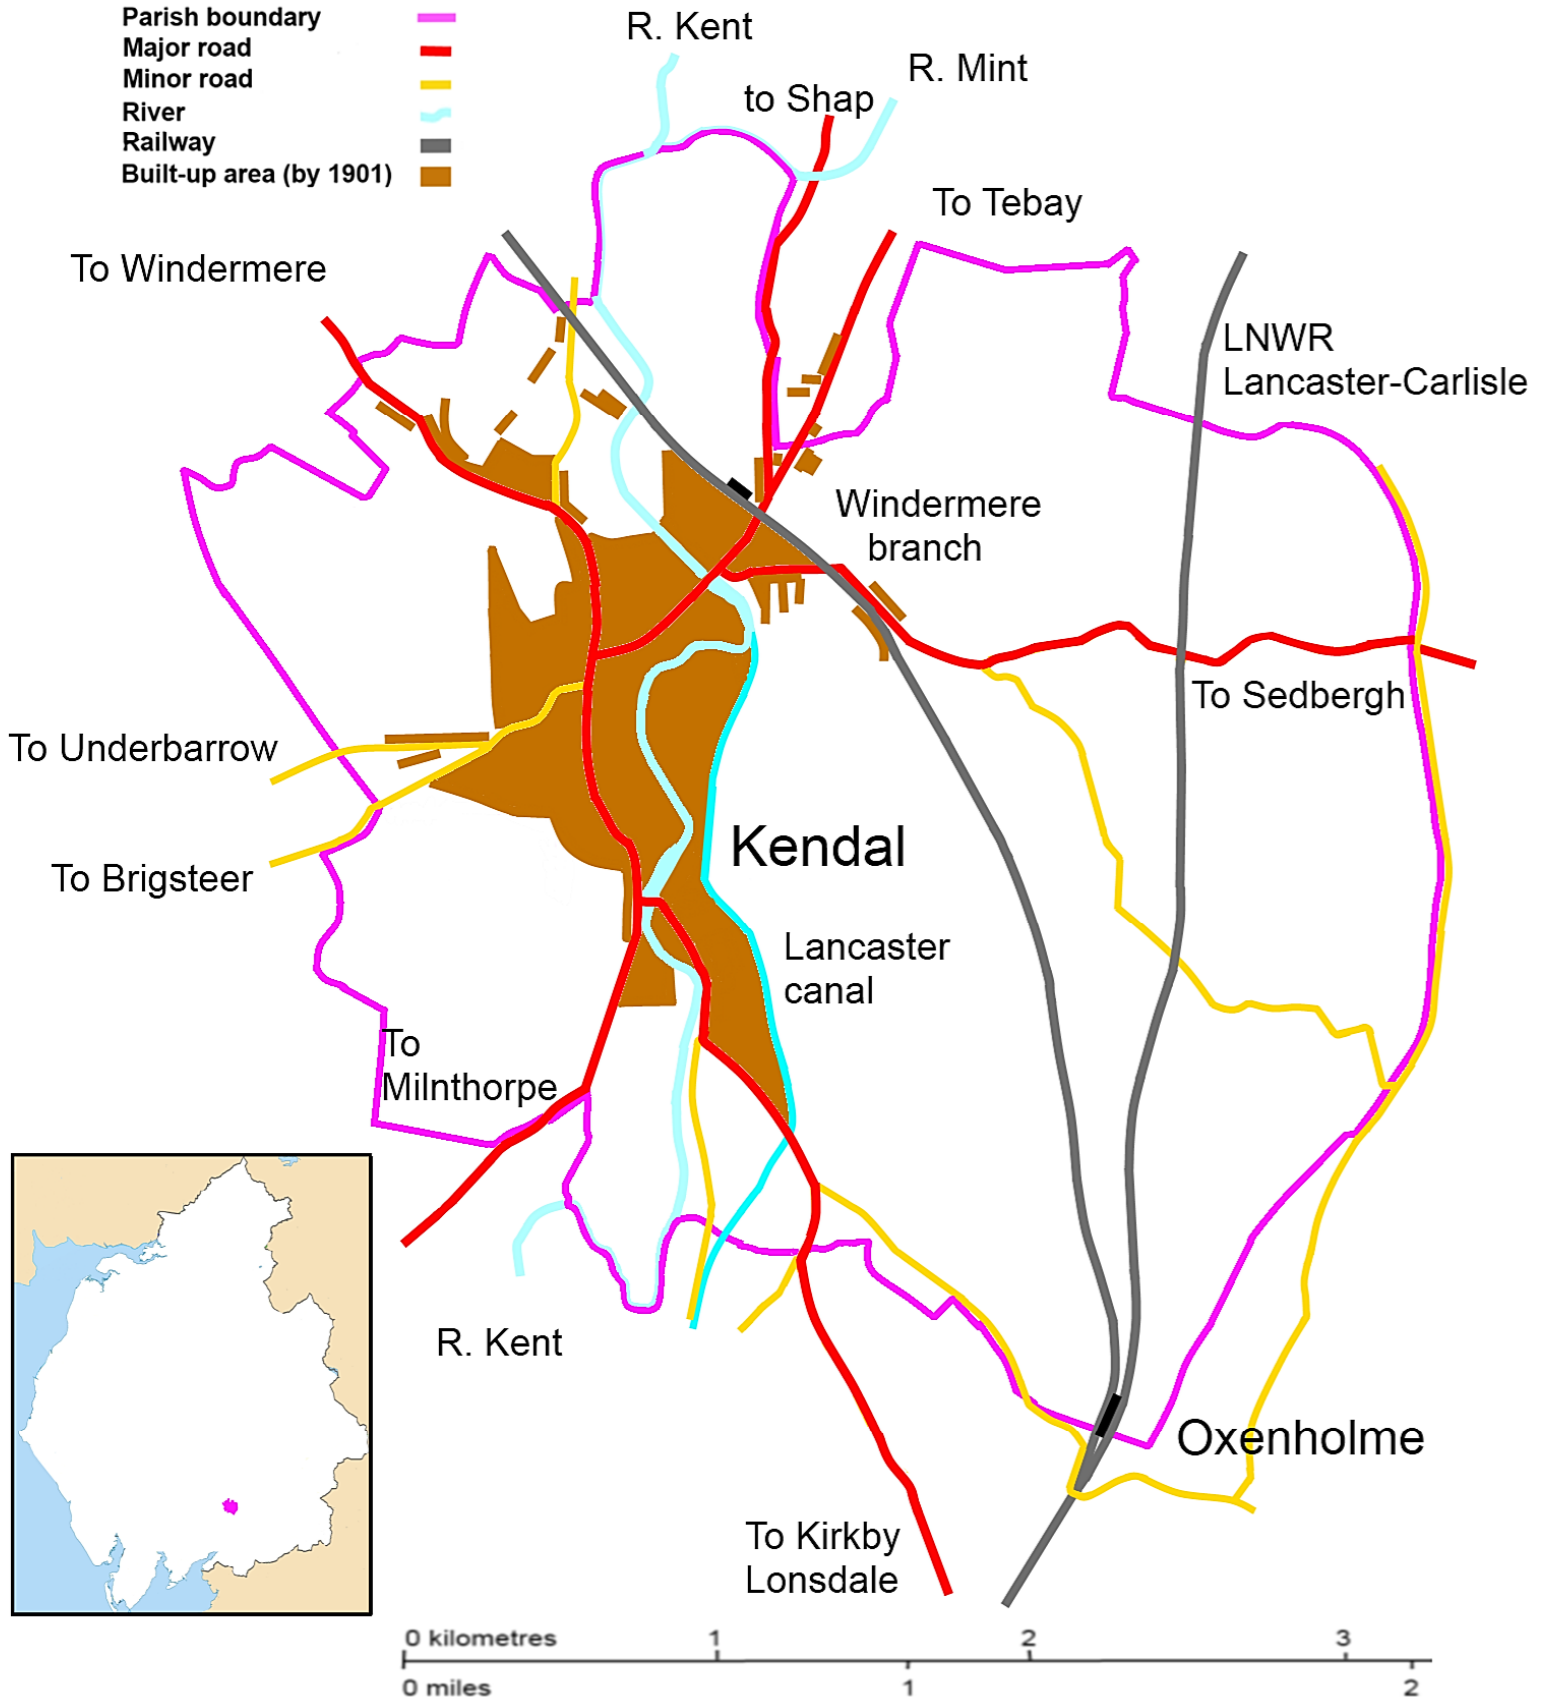 Parish boundary
Major road
Minor road
River
Railway
Built-up area (by 1901)
R. Kent
R. Mint
to Shap
To Tebay
To Windermere
LNWR
Lancaster-Carlisle
Windermere
branch
To Sedbergh
To Underbarrow
Kendal
To Brigsteer
Lancaster
canal
To
Milnthorpe
R. Kent
Oxenholme
To Kirkby
Lonsdale
0 kilometres 1 2 3
0 miles 1 2